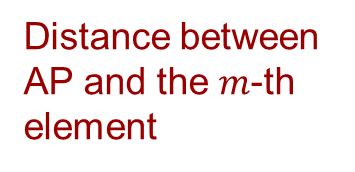 Distance between
AP and the m-th
element